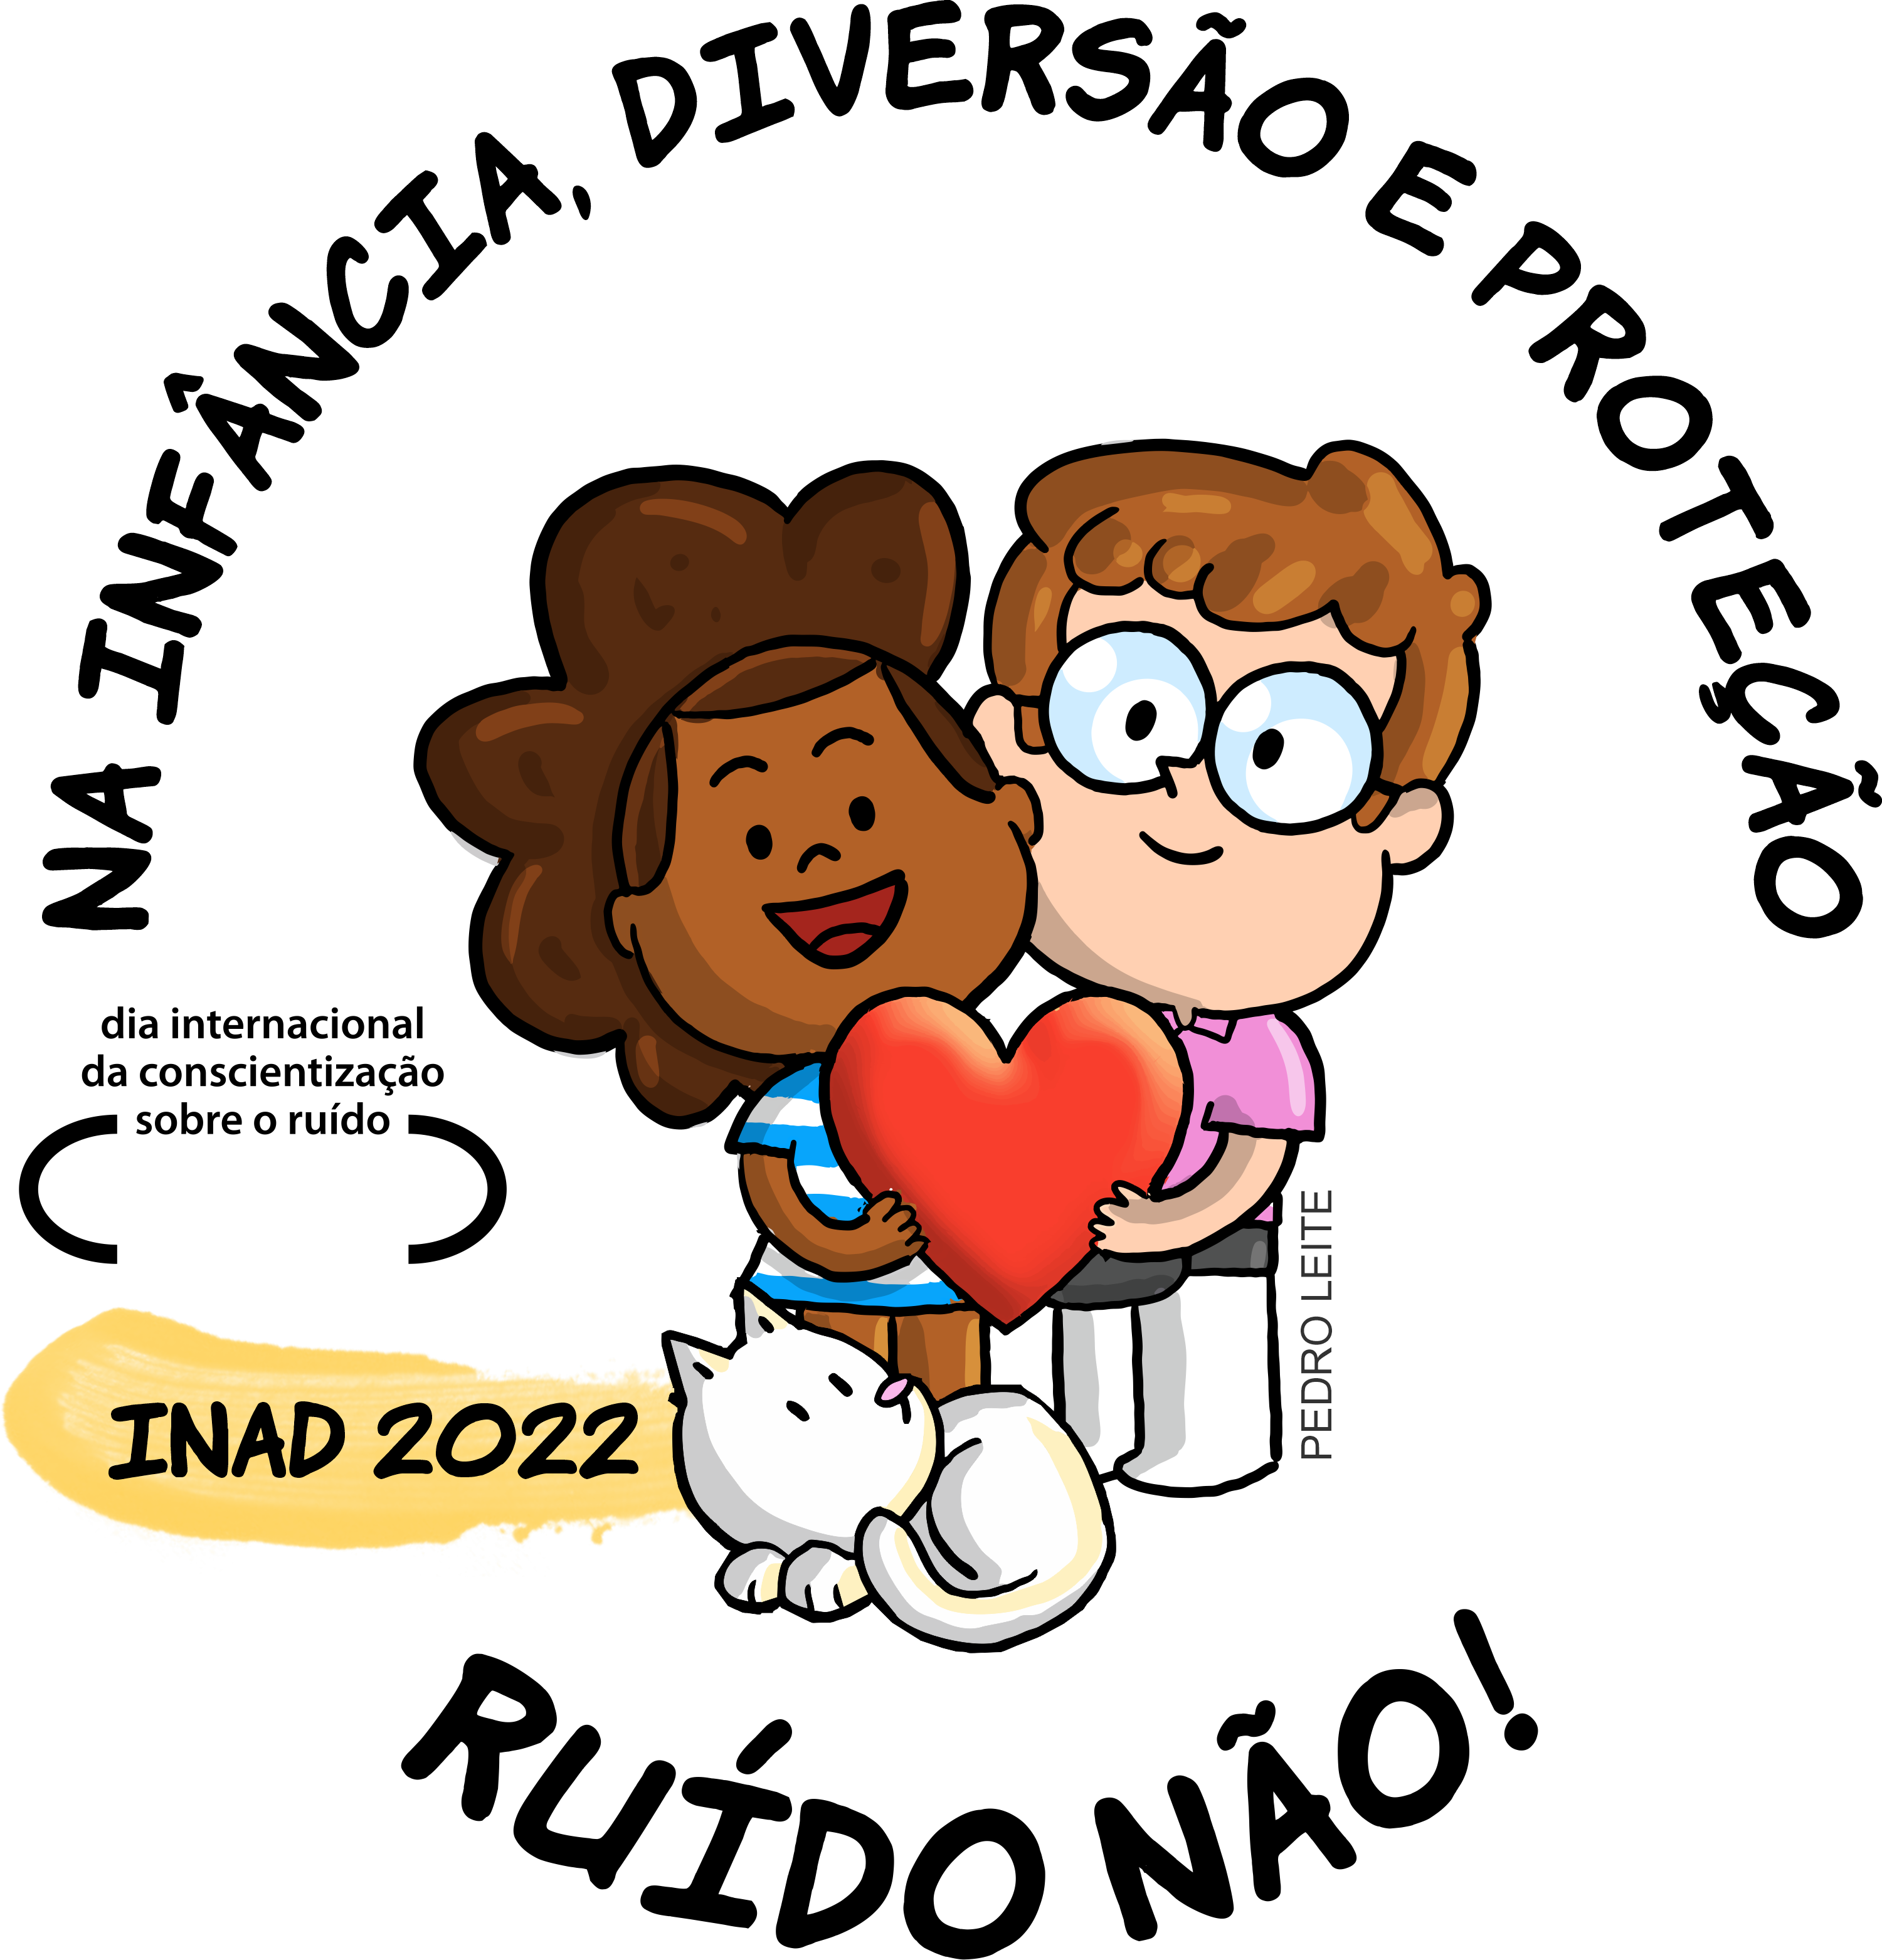 NA INFÂNCIA, DIVERSÃO E PROTEÇÃO
dia internacional
da conscientização
sobre o ruído
INAD 2022
PEDRO LEITE
RUÍDO NÃO!